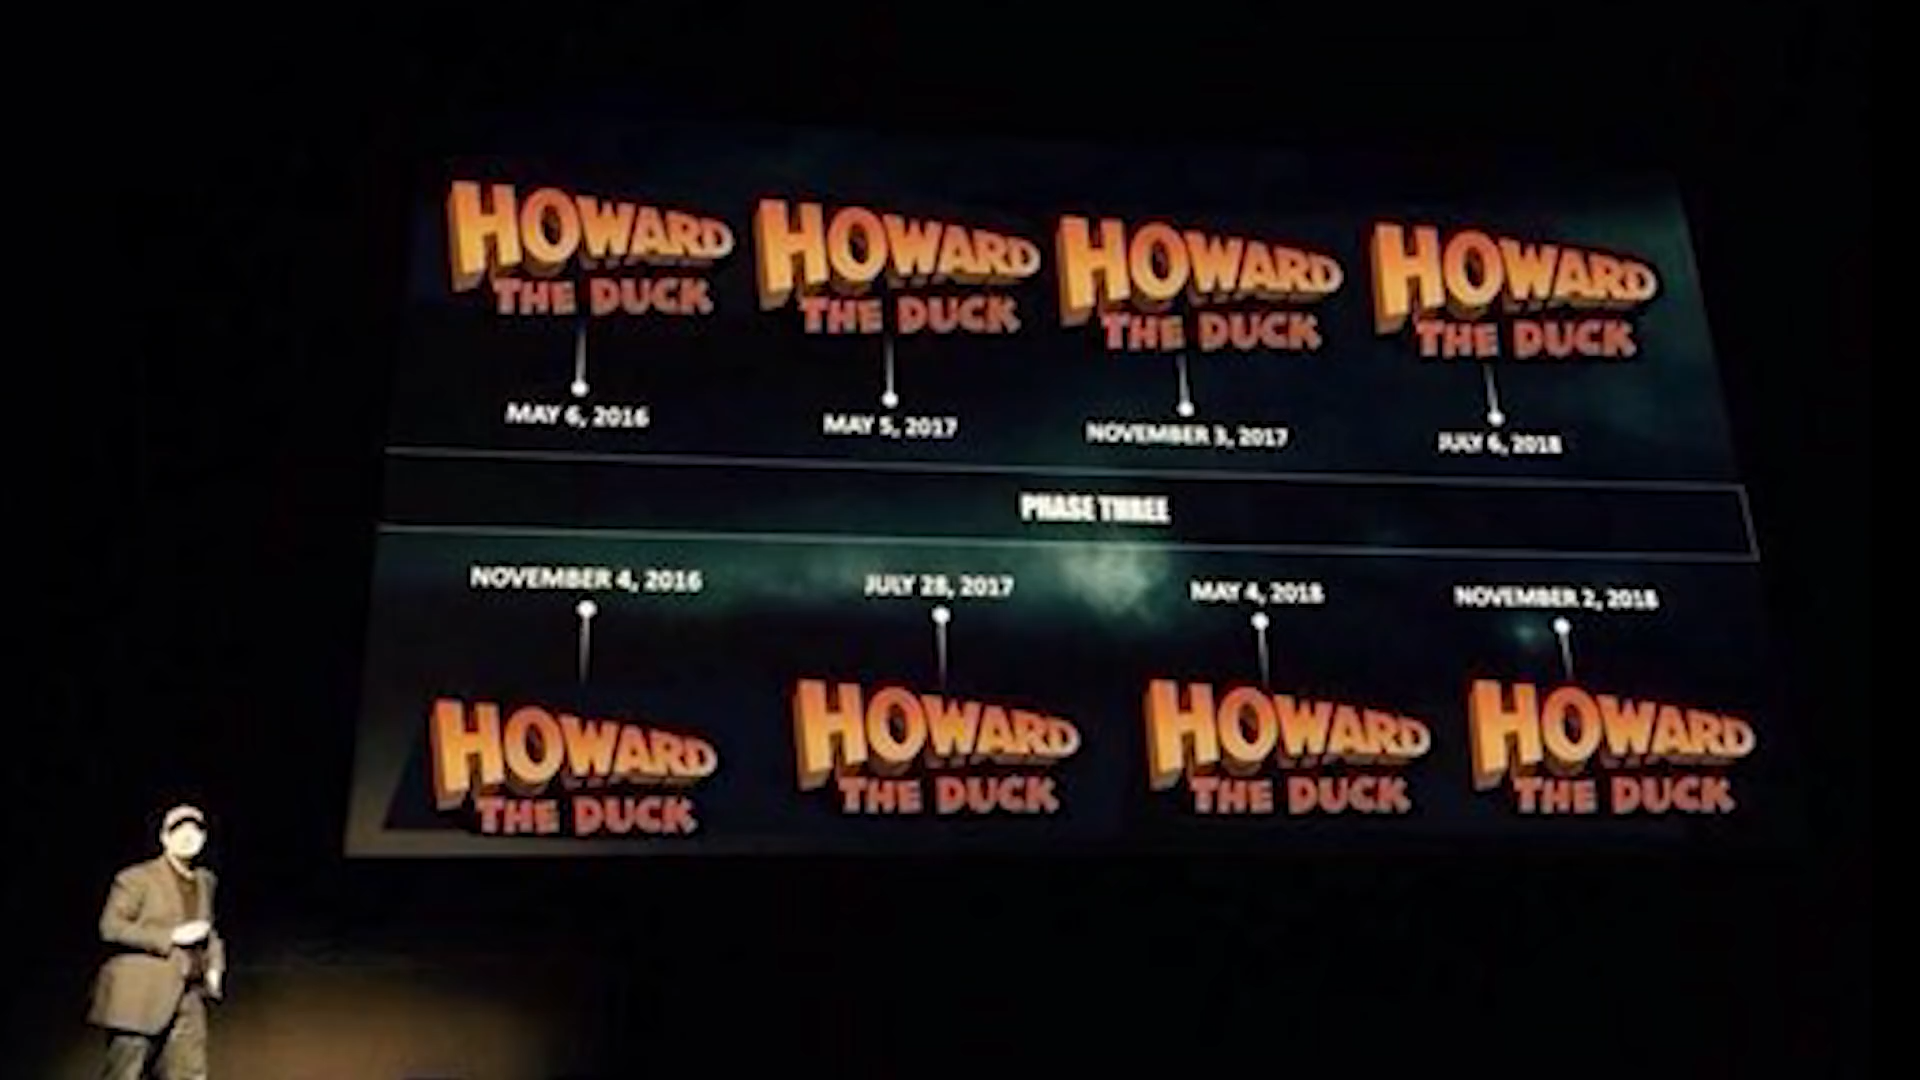 HOWARD
THE DUCK
HOWARD
THE DUCK
HOWARD
THE DUCK
HOWARD
THE DUCK
MAY 6, 2016
MAY 5, 2017
NOVEMBER 3, 2017
JULY 6, 2018
PHASE THREE
NOVEMBER 4, 2016
JULY 28, 2017
MAY 4, 2018
NOVEMBER 2, 2018
HOWARD
THE DUCK
HOWARD
THE DUCK
HOWARD
THE DUCK
HOWARD
THE DUCK